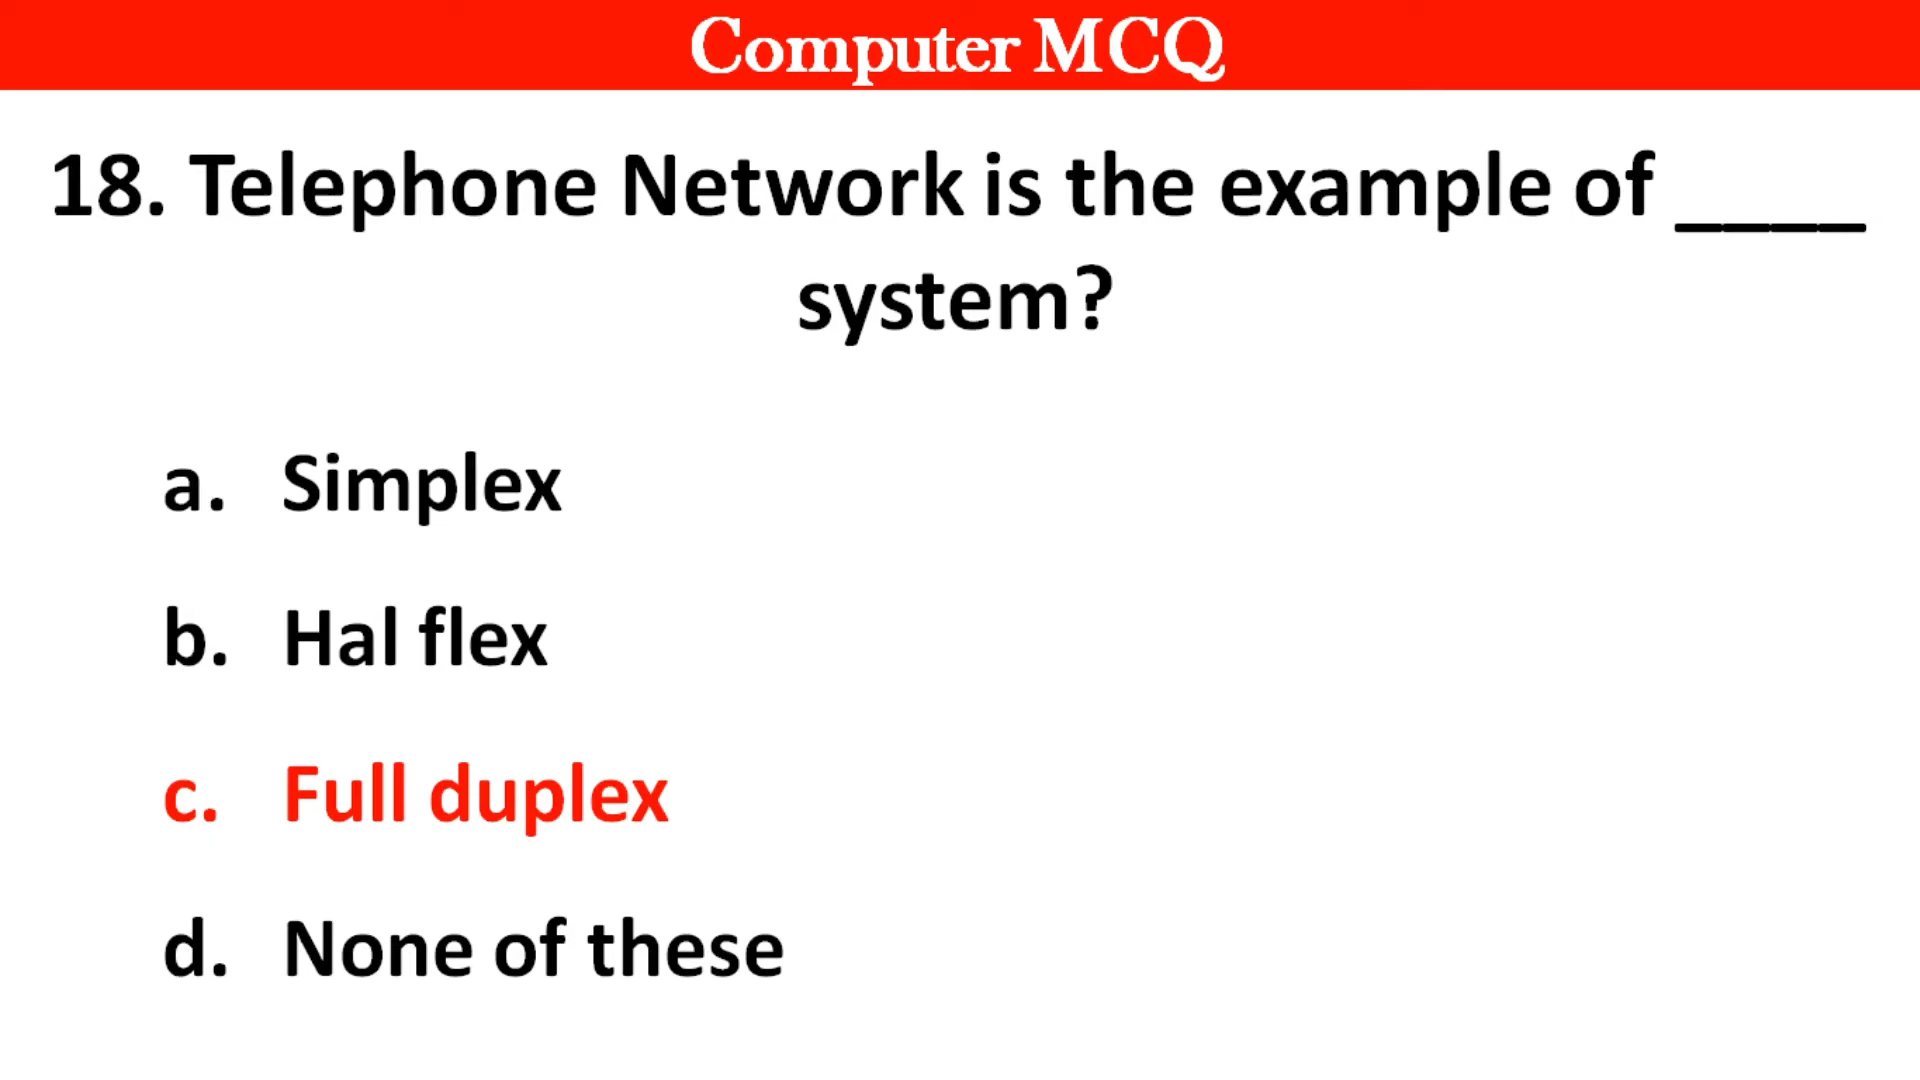 Computer MCQ
18. Telephone Network is the example of ____
system?
a. Simplex
b. Hal flex
c. Full duplex
d. None of these